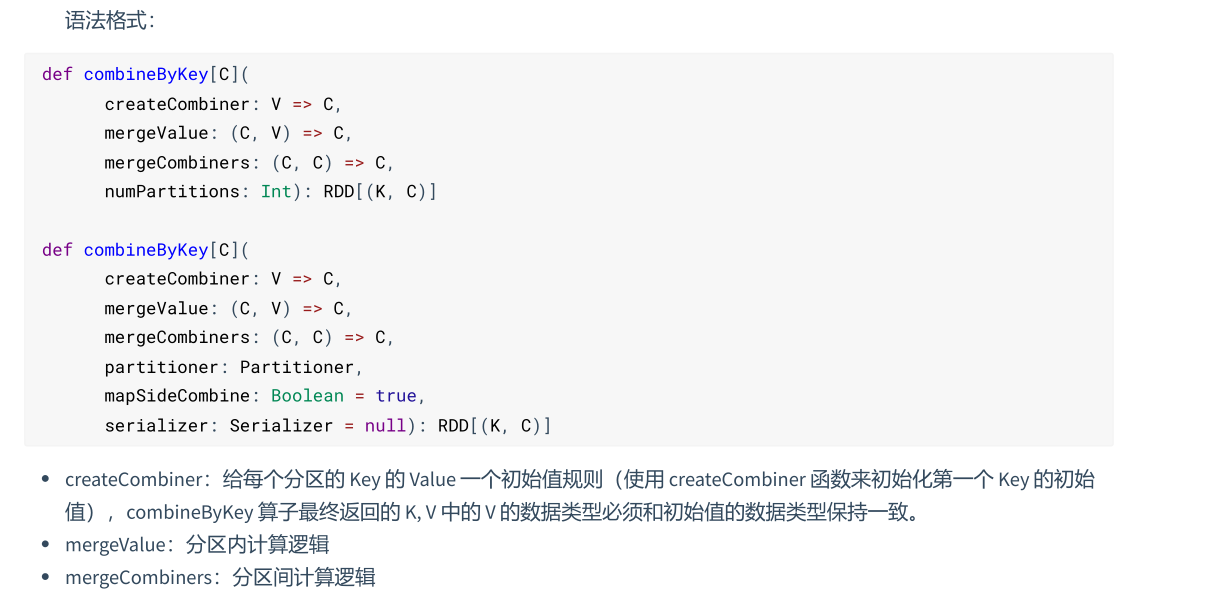 语法格式：
def combineByKey[C](
createCombiner: V => C,
mergeValue: (C, V) => C,
mergeCombiners: (C, C) => C,
numPartitions: Int): RDD[(K, C)]
def combineByKey[C](
createCombiner: V => C,
mergeValue: (C, V) => C,
mergeCombiners: (C, C) => C,
partitioner: Partitioner,
mapSideCombine: Boolean = true,
serializer: Serializer = null): RDD[(K, C)]
• createCombiner：给每个分区的 Key 的 Value 一个初始值规则（使用 createCombiner 函数来初始化第一个 Key 的初始
值）, combineByKey 算子最终返回的 K, V 中的 V 的数据类型必须和初始值的数据类型保持一致。
• mergeValue：分区内计算逻辑
• mergeCombiners：分区间计算逻辑